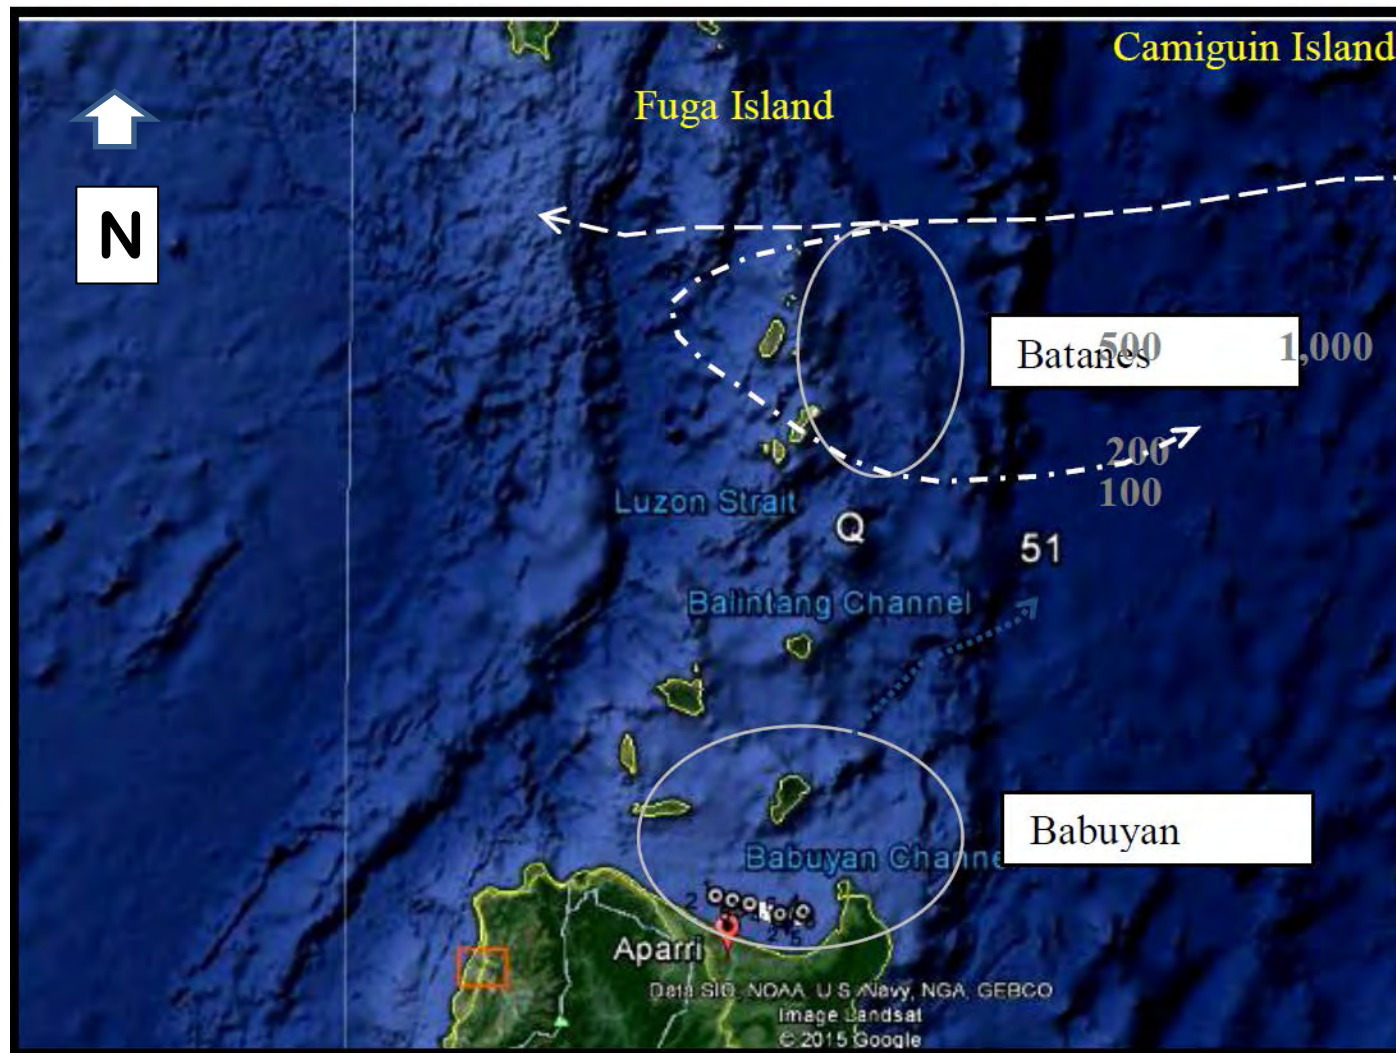 Camiguin Island
Fuga Island
N
Batanes
500
1,000
200
100
Luzon Strait
Q
51
Balintang Channel
Babuyan
Babuyan Channel
Aparri
Data SIO, NOAA, U.S. Navy, NGA, GEBCO
Image Landsat
© 2015 Google